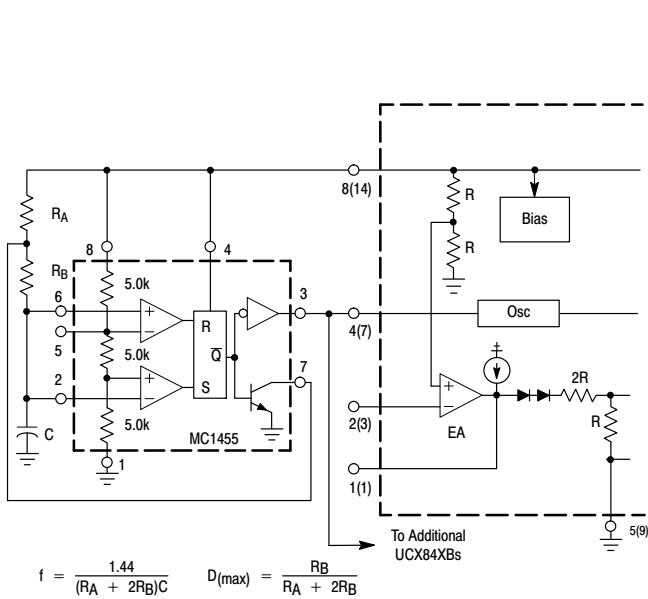 8(14)
R
Bias
R_A
R
8
4
R_B
5.0k
6
3
R
4(7)
Osc
5
5.0k
Q̅
7
2R
2
S
EA
R
2(3)
5.0k
C
MC1455
1
1(1)
To Additional
UCX84XBs
5(9)
f = 1.44 / (R_A + 2R_B)C
D(max) = R_B / R_A + 2R_B